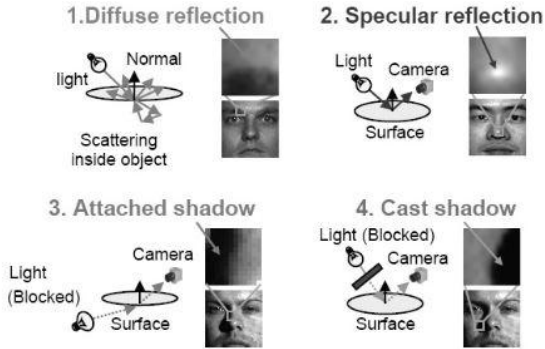 1.Diffuse reflection
Normal
light
Scattering
inside object
2. Specular reflection
Light
Camera
Surface
3. Attached shadow
Camera
Light
(Blocked)
Surface
4. Cast shadow
Light (Blocked)
Camera
Surface